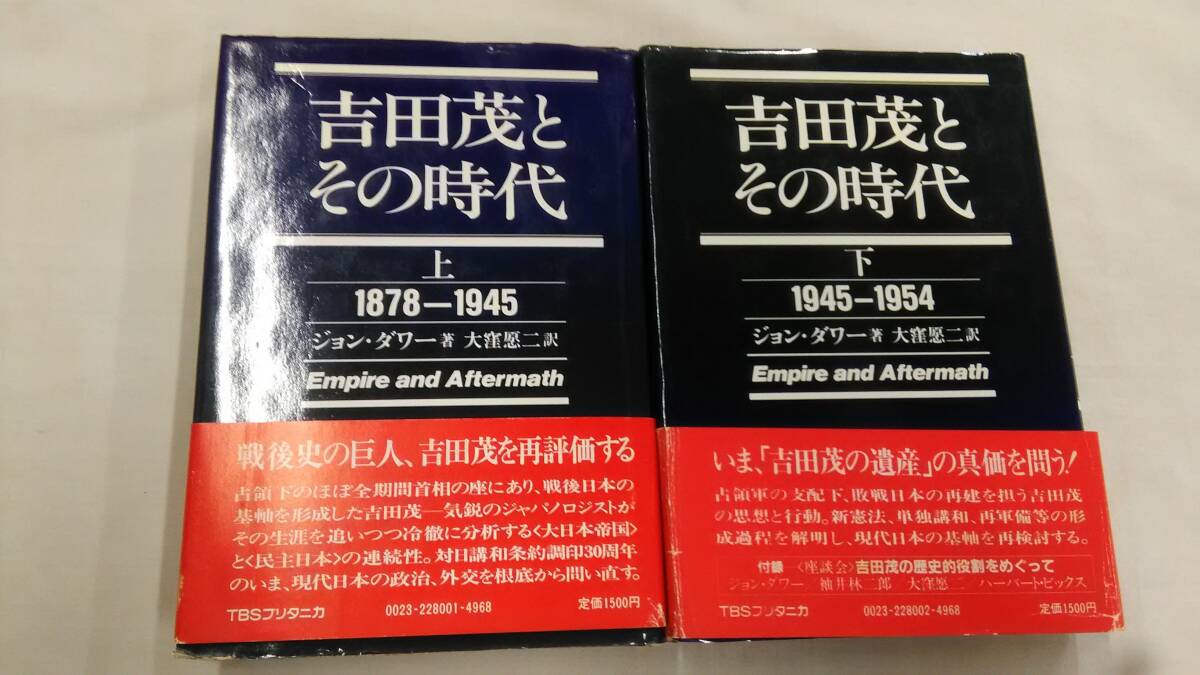 吉田茂と
その時代
上
1878—1945
ジョン・ダワー著 大窪愿二訳
Empire and Aftermath
戦後史の巨人、吉田茂を再評価する
占領下のほぼ全期間首相の座にあり、戦後日本の
基軸を形成した吉田茂—気鋭のジャパノロジストが
その生涯を追いつつ冷徹に分析する〈大日本帝国〉
と〈民主日本〉の連続性。対日講和条約調印30周年
のいま、現代日本の政治、外交を根底から問い直す。
TBSブリタニカ 0023-228001-4968 定価1500円
吉田茂と
その時代
下
1945—1954
ジョン・ダワー著 大窪愿二訳
Empire and Aftermath
いま、「吉田茂の遺産」の真価を問う！
占領軍の支配下、敗戦日本の再建を担う吉田茂
の思想と行動。新憲法、単独講和、再軍備等の形
成過程を解明し、現代日本の基軸を再検討する。
付録 〈座談会〉吉田茂の歴史的役割をめぐって
ジョン・ダワー／袖井林二郎／大窪愿二／ハーバート・ビックス
TBSブリタニカ 0023-228002-4968 定価1500円